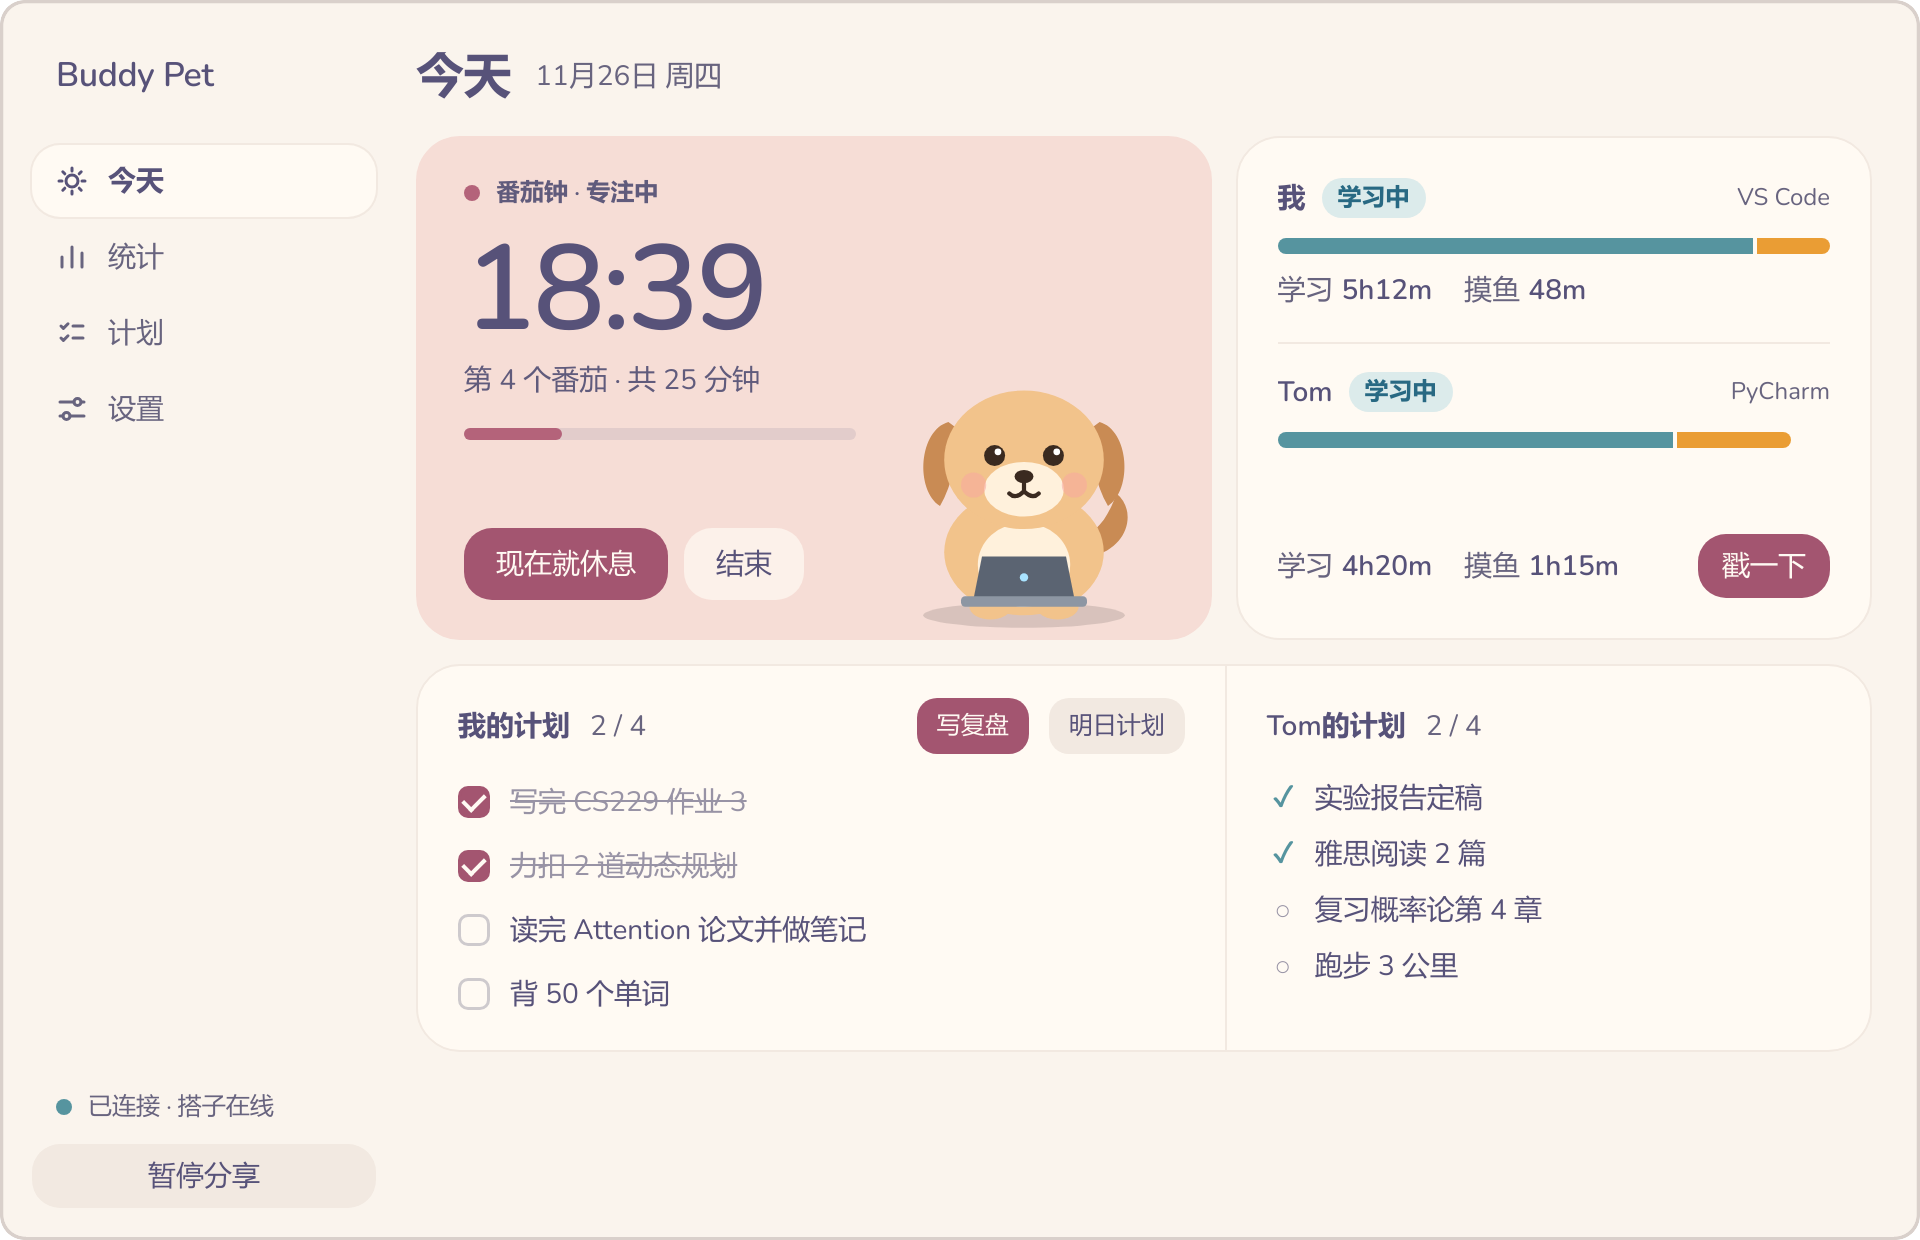 Buddy Pet
今天
统计
计划
设置
已连接 · 搭子在线
暂停分享
今天 11月26日 周四
番茄钟 · 专注中
18:39
第 4 个番茄 · 共 25 分钟
现在就休息 结束
我 学习中 VS Code
学习 5h12m 摸鱼 48m
Tom 学习中 PyCharm
学习 4h20m 摸鱼 1h15m 戳一下
我的计划 2 / 4 写复盘 明日计划
写完 CS229 作业 3
力扣 2 道动态规划
读完 Attention 论文并做笔记
背 50 个单词
Tom的计划 2 / 4
实验报告定稿
雅思阅读 2 篇
复习概率论第 4 章
跑步 3 公里